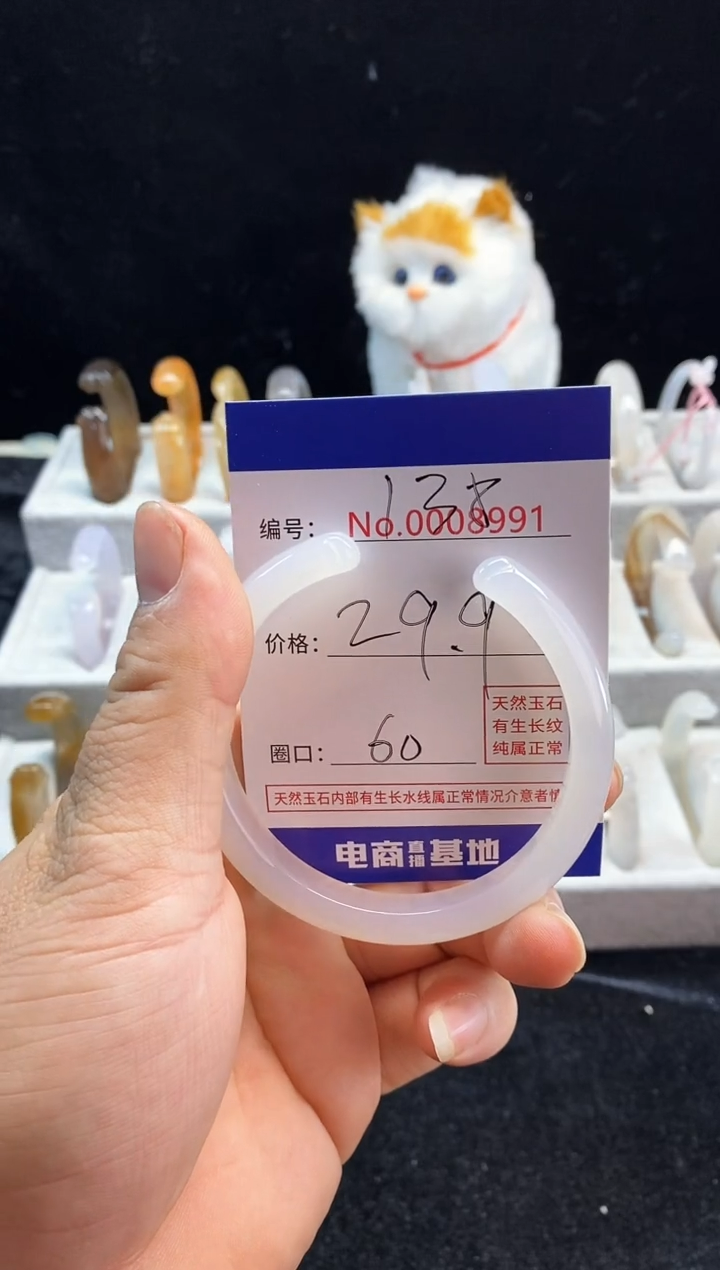 编号: No.0008991
价格: 29.9
天然玉石
有生长纹
纯属正常
圈口: 60
天然玉石内部有生长水线属正常情况介意者
电商直播基地